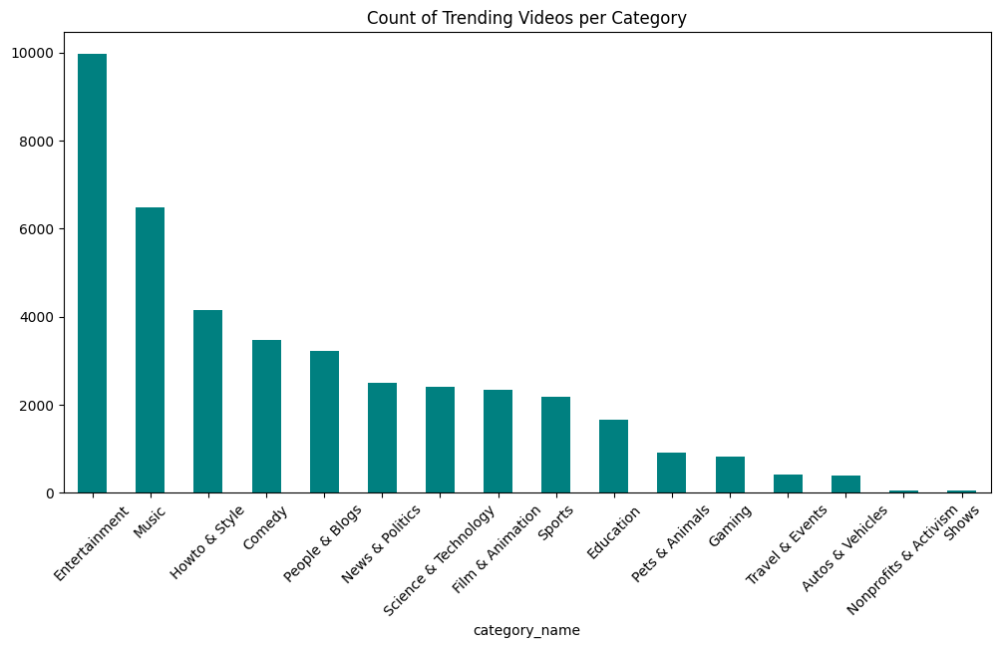 Count of Trending Videos per Category
10000
8000
6000
4000
2000
0
Entertainment
Music
Howto & Style
Comedy
People & Blogs
News & Politics
Science & Technology
Film & Animation
Sports
Education
Pets & Animals
Gaming
Travel & Events
Autos & Vehicles
Nonprofits & Activism
Shows
category_name